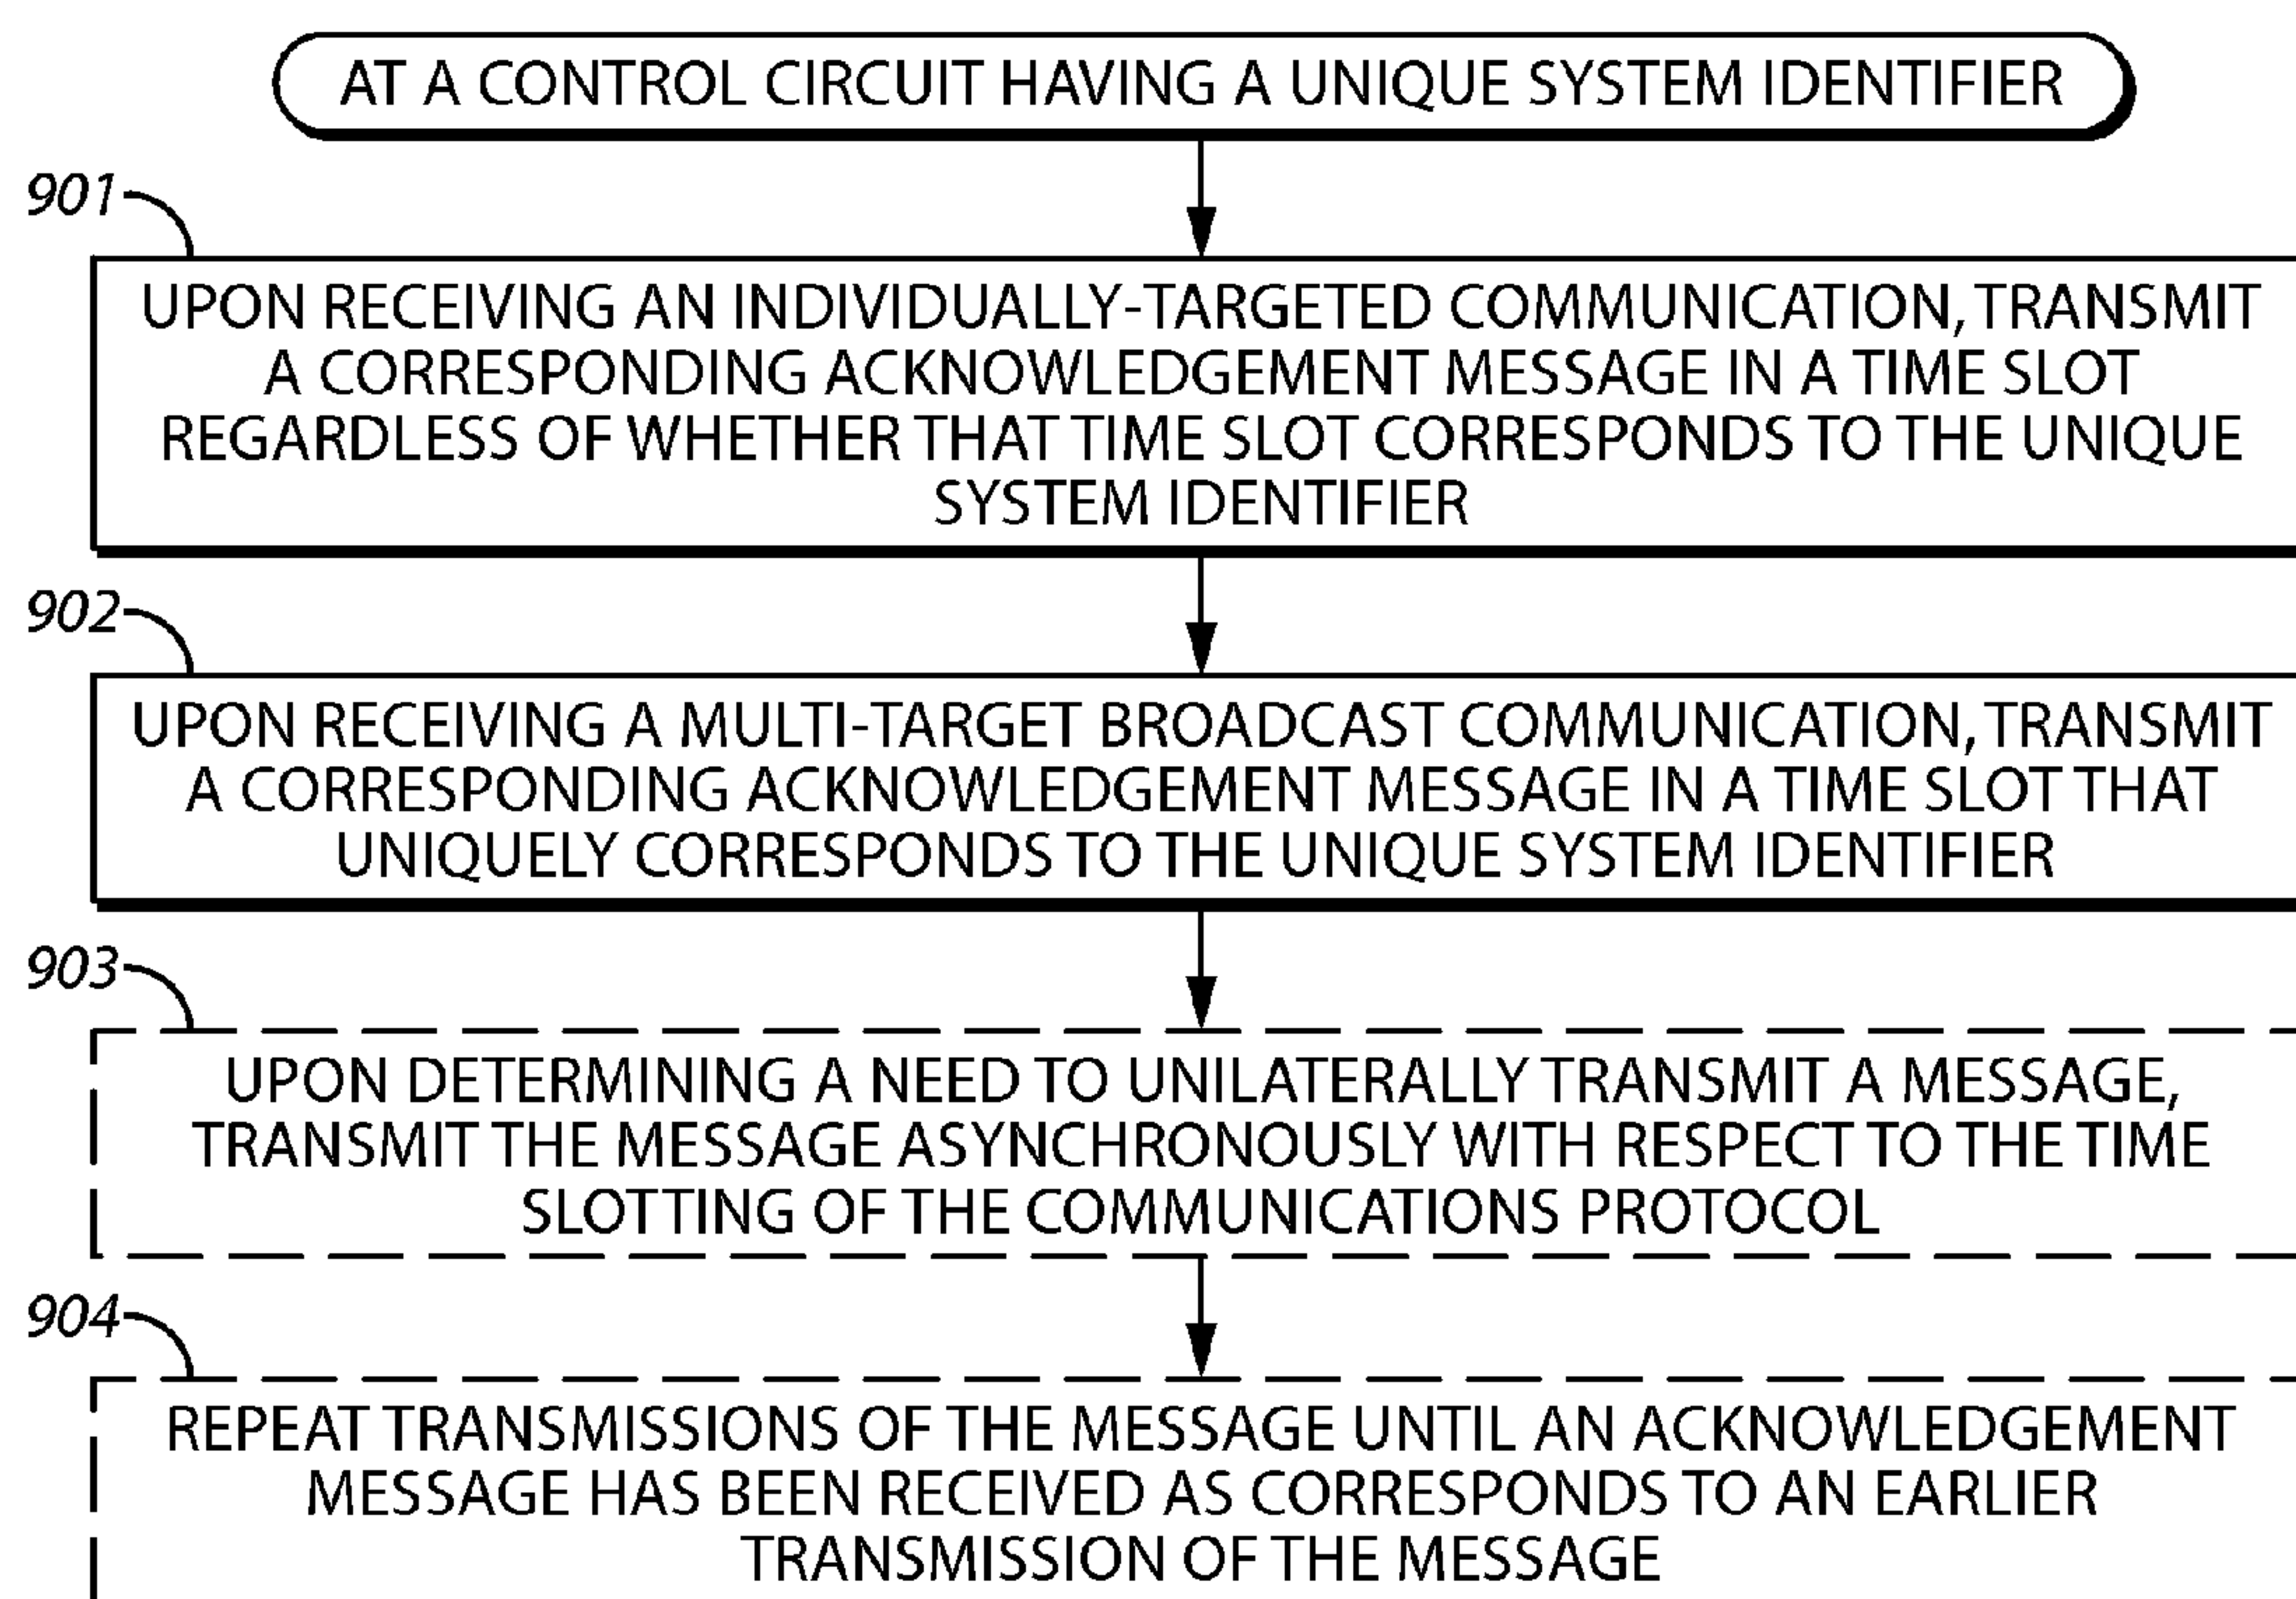 AT A CONTROL CIRCUIT HAVING A UNIQUE SYSTEM IDENTIFIER
901
UPON RECEIVING AN INDIVIDUALLY-TARGETED COMMUNICATION, TRANSMIT
A CORRESPONDING ACKNOWLEDGEMENT MESSAGE IN A TIME SLOT
REGARDLESS OF WHETHER THAT TIME SLOT CORRESPONDS TO THE UNIQUE
SYSTEM IDENTIFIER
902
UPON RECEIVING A MULTI-TARGET BROADCAST COMMUNICATION, TRANSMIT
A CORRESPONDING ACKNOWLEDGEMENT MESSAGE IN A TIME SLOT THAT
UNIQUELY CORRESPONDS TO THE UNIQUE SYSTEM IDENTIFIER
903
UPON DETERMINING A NEED TO UNILATERALLY TRANSMIT A MESSAGE,
TRANSMIT THE MESSAGE ASYNCHRONOUSLY WITH RESPECT TO THE TIME
SLOTTING OF THE COMMUNICATIONS PROTOCOL
904
REPEAT TRANSMISSIONS OF THE MESSAGE UNTIL AN ACKNOWLEDGEMENT
MESSAGE HAS BEEN RECEIVED AS CORRESPONDS TO AN EARLIER
TRANSMISSION OF THE MESSAGE